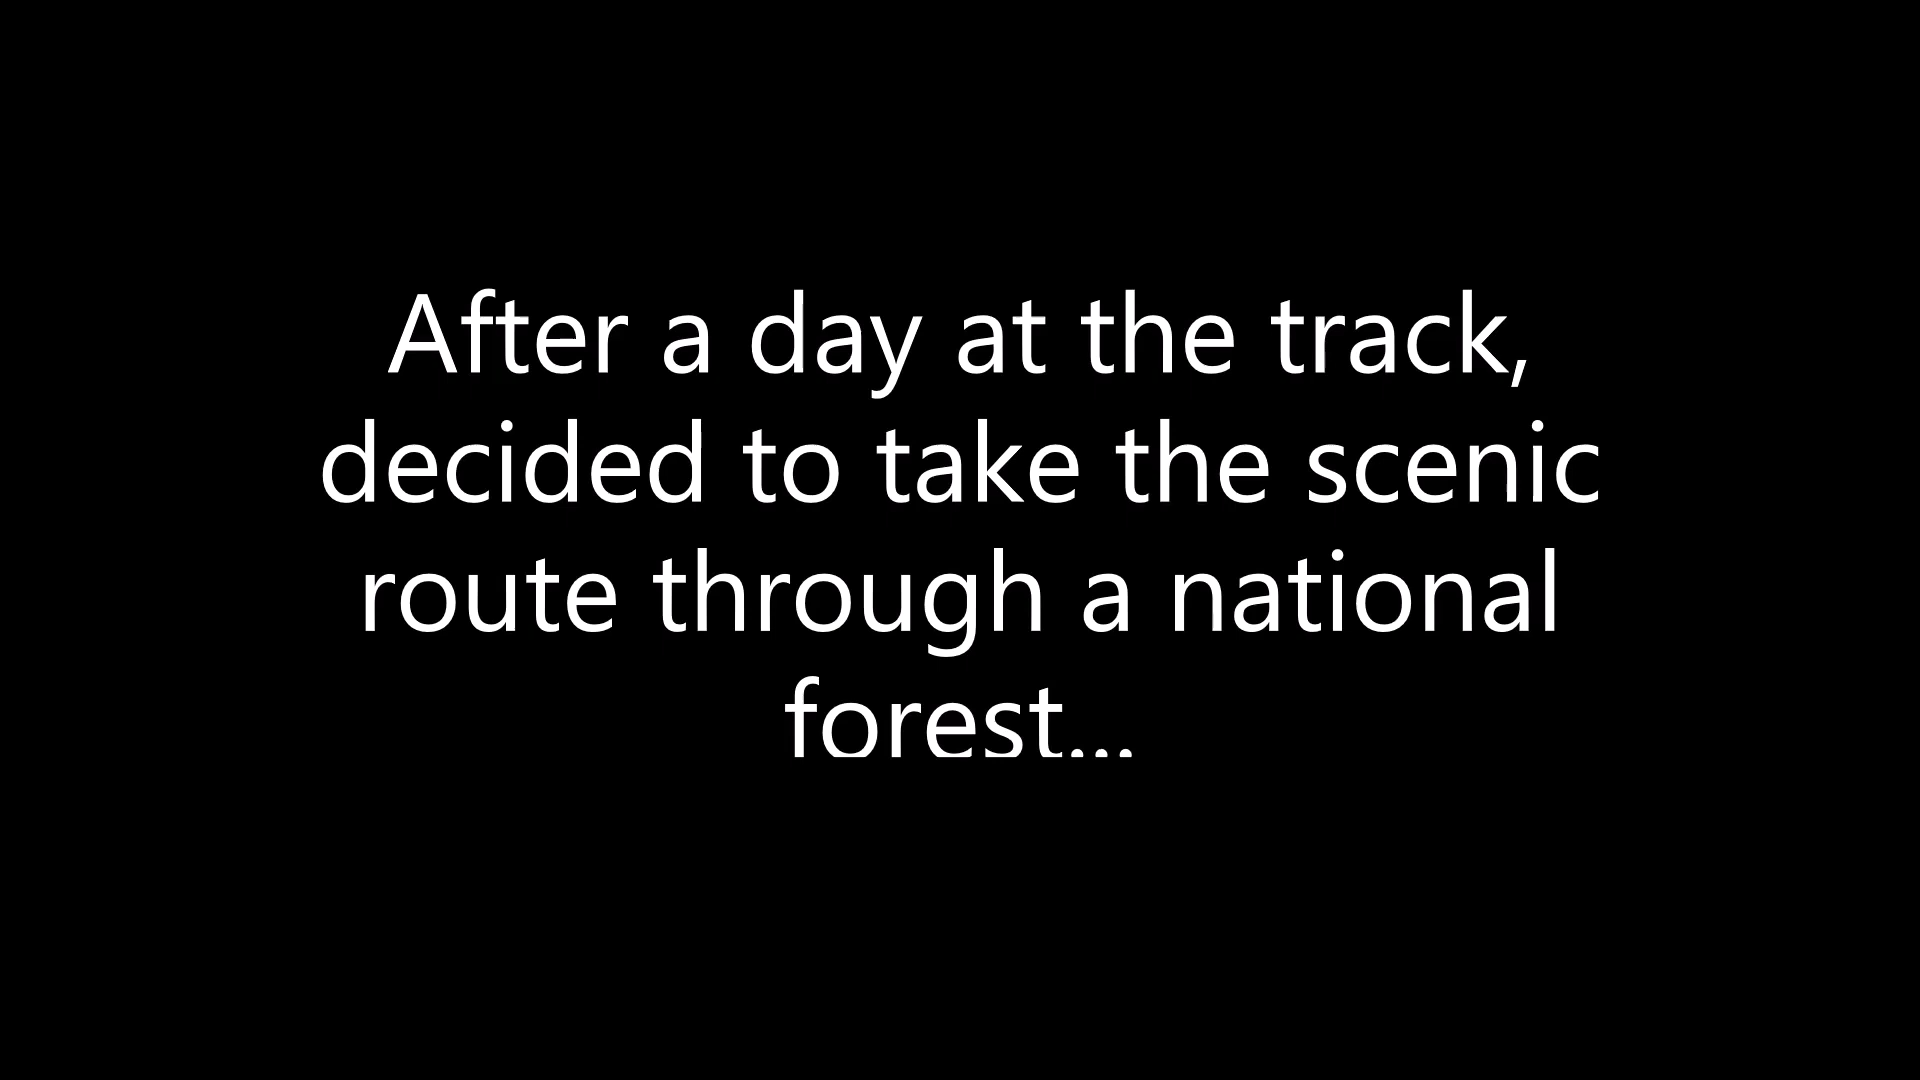 After a day at the track,
decided to take the scenic
route through a national
forest...